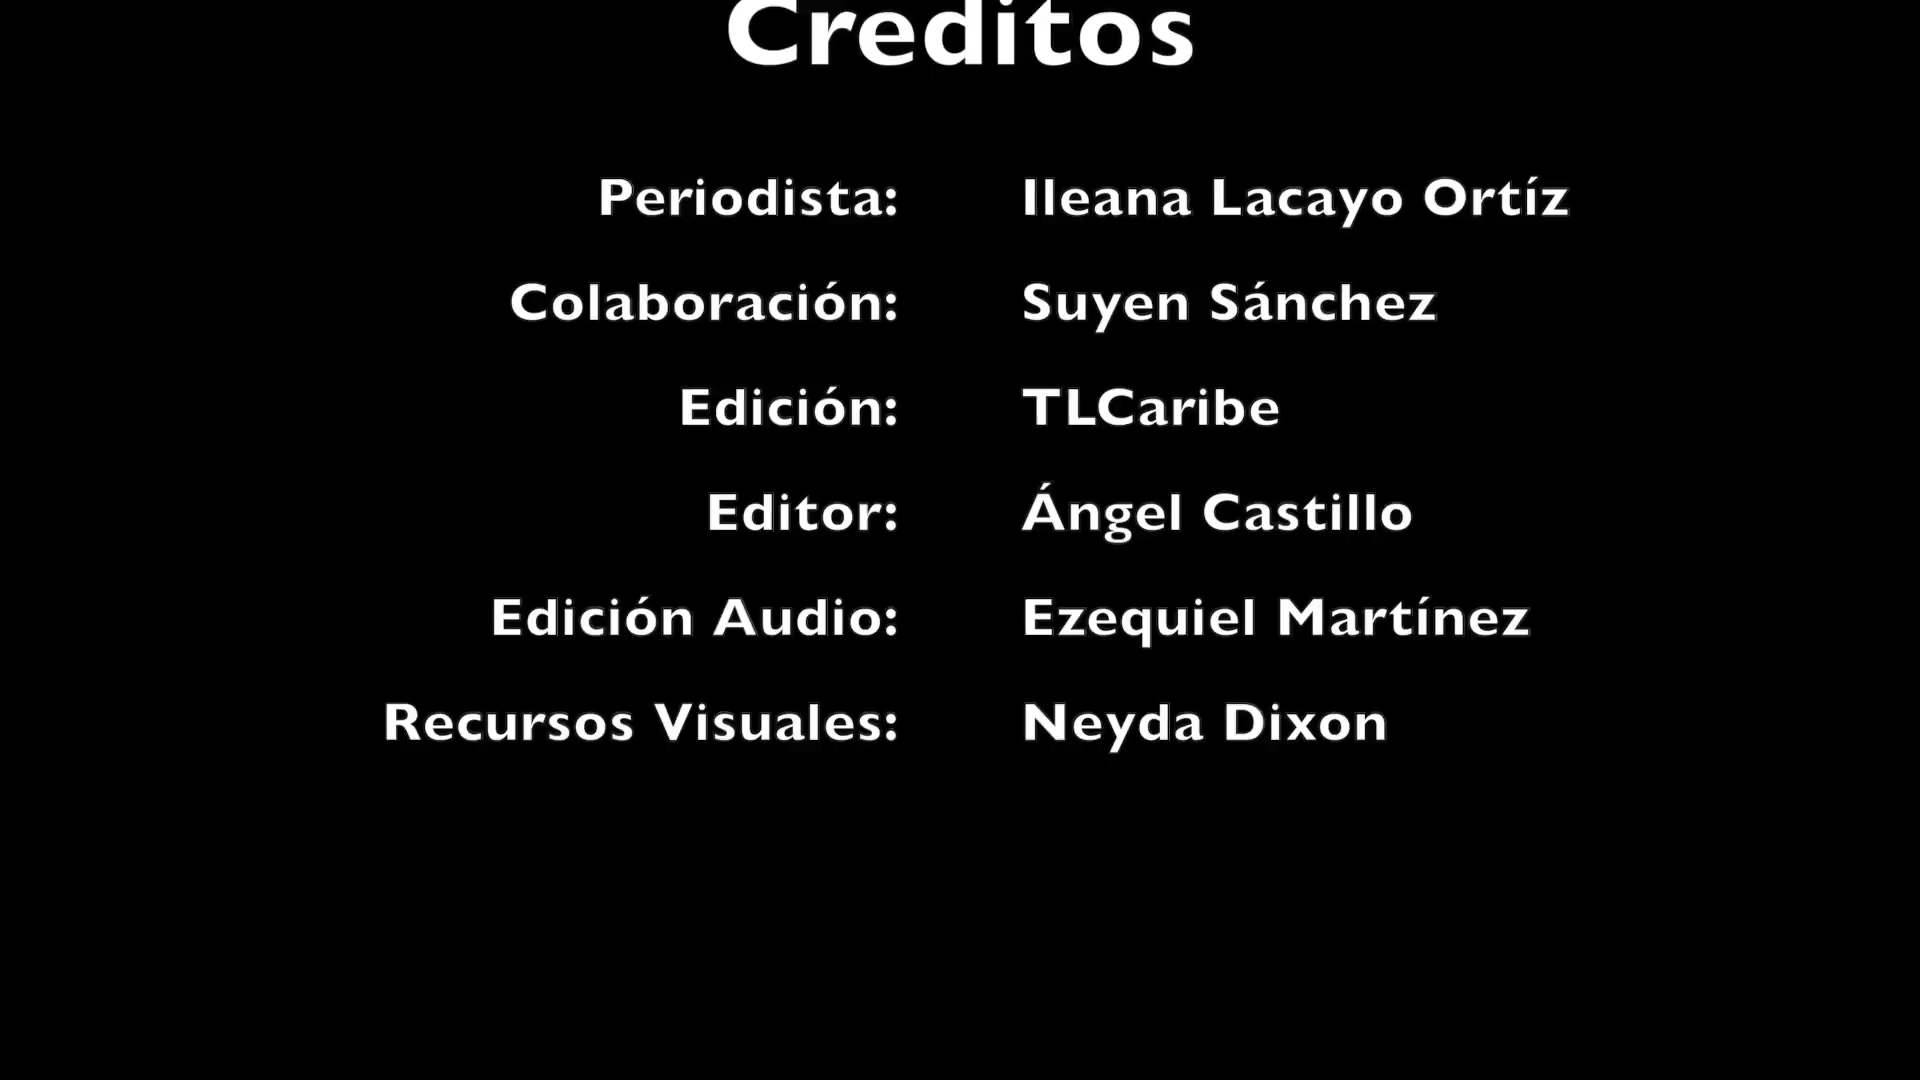 Creditos
Periodista: Ileana Lacayo Ortíz
Colaboración: Suyen Sánchez
Edición: TLCaribe
Editor: Ángel Castillo
Edición Audio: Ezequiel Martínez
Recursos Visuales: Neyda Dixon